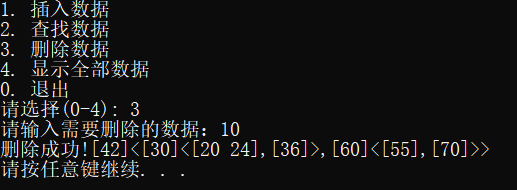 1. 插入数据
2. 查找数据
3. 删除数据
4. 显示全部数据
0. 退出
请选择(0-4): 3
请输入需要删除的数据：10
删除成功![42]<[30]<[20 24],[36]>,[60]<[55],[70]>>
请按任意键继续. . .